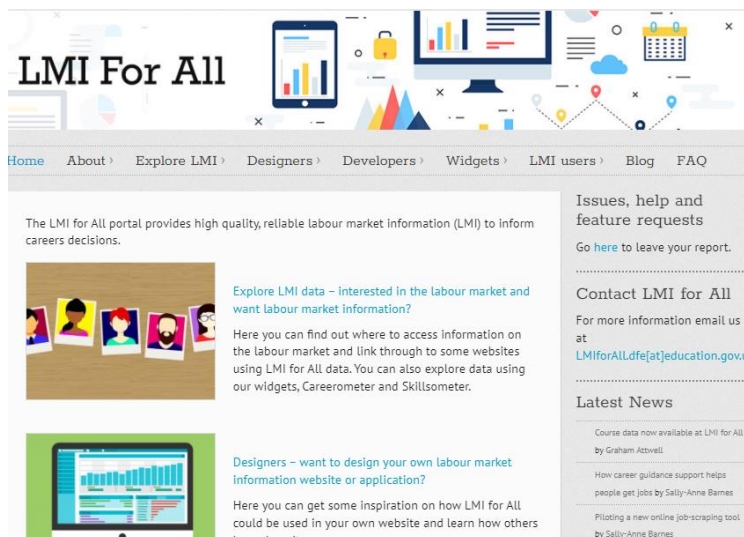 LMI For All
Home About › Explore LMI › Designers › Developers › Widgets › LMI users › Blog FAQ
The LMI for All portal provides high quality, reliable labour market information (LMI) to inform
careers decisions.
Explore LMI data – interested in the labour market and
want labour market information?
Here you can find out where to access information on
the labour market and link through to some websites
using LMI for All data. You can also explore data using
our widgets, Careerometer and Skillsometer.
Designers – want to design your own labour market
information website or application?
Here you can get some inspiration on how LMI for All
could be used in your own website and learn how others
Issues, help and
feature requests
Go here to leave your report.
Contact LMI for All
For more information email us
at
LMIforAll.dfe[at]education.gov.
Latest News
Course data now available at LMI for All
by Graham Attwell
How career guidance support helps
people get jobs by Sally-Anne Barnes
Piloting a new online job-scraping tool
by Sally-Anne Barnes